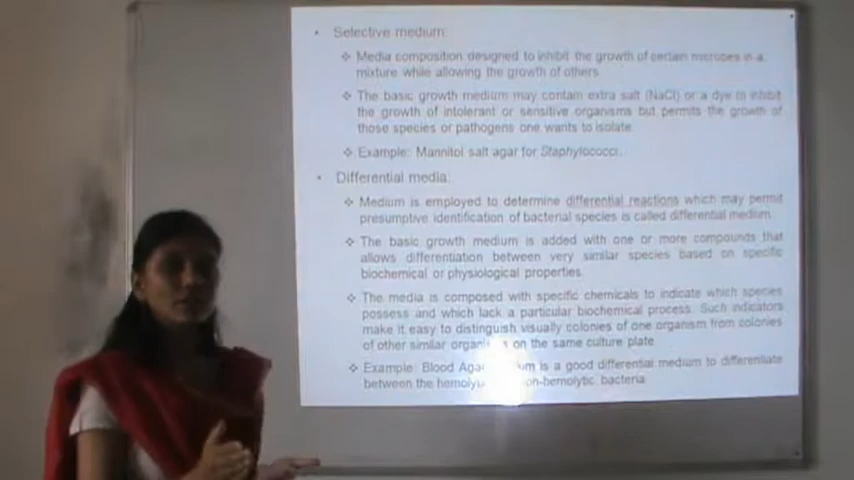 • Selective medium:
❖ Media composition designed to inhibit the growth of certain microbes in a
mixture while allowing the growth of others
❖ The basic growth medium may contain extra salt (NaCl) or a dye to inhibit
the growth of intolerant or sensitive organisms but permits the growth of
those species or pathogens one wants to isolate.
❖ Example: Mannitol salt agar for Staphylococci.
• Differential media:
❖ Medium is employed to determine differential reactions which may permit
presumptive identification of bacterial species is called differential medium.
❖ The basic growth medium is added with one or more compounds that
allows differentiation between very similar species based on specific
biochemical or physiological properties.
❖ The media is composed with specific chemicals to indicate which species
possess and which lack a particular biochemical process. Such indicators
make it easy to distinguish visually colonies of one organism from colonies
of other similar on the same culture plate
❖ Example: Blood is a good differential medium to differentiate
between the bacteria